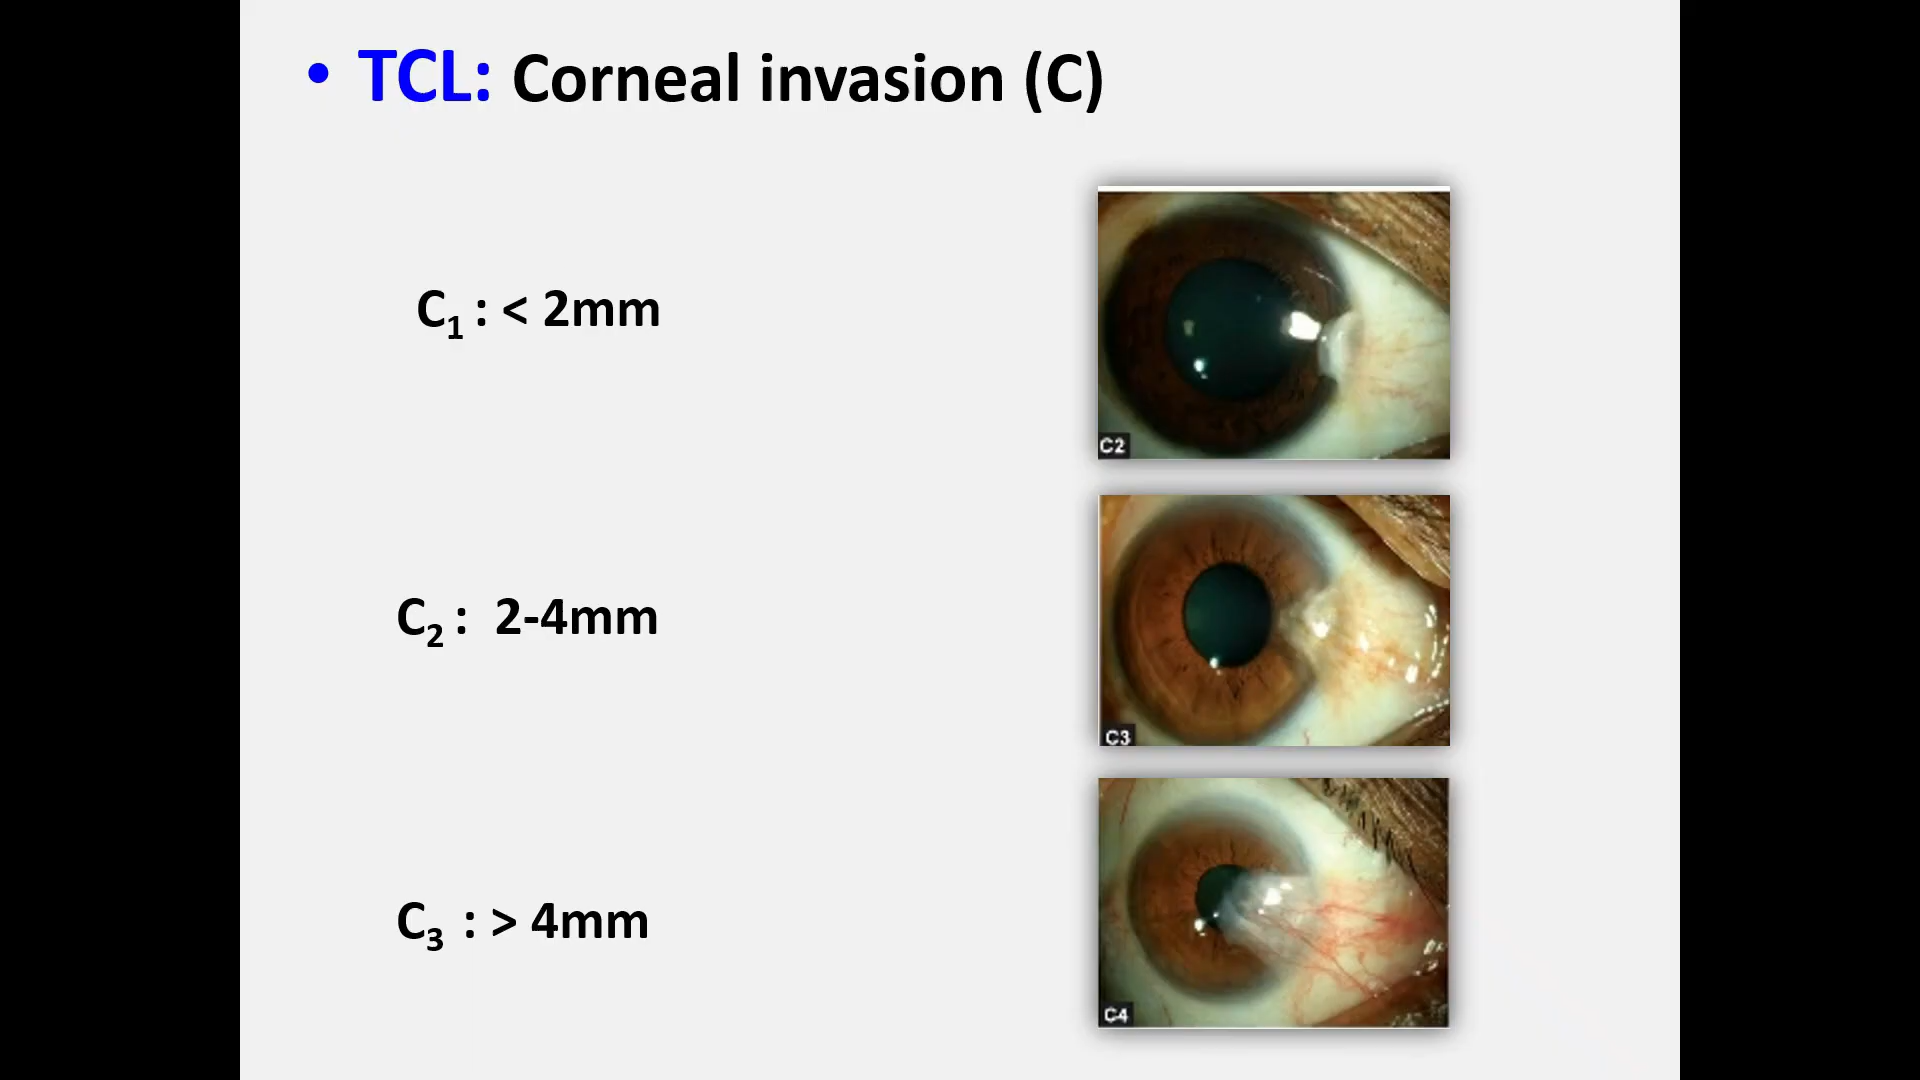 • TCL: Corneal invasion (C)
C₁ : < 2mm
C2
C₂ : 2-4mm
C3
C₃ : > 4mm
C4